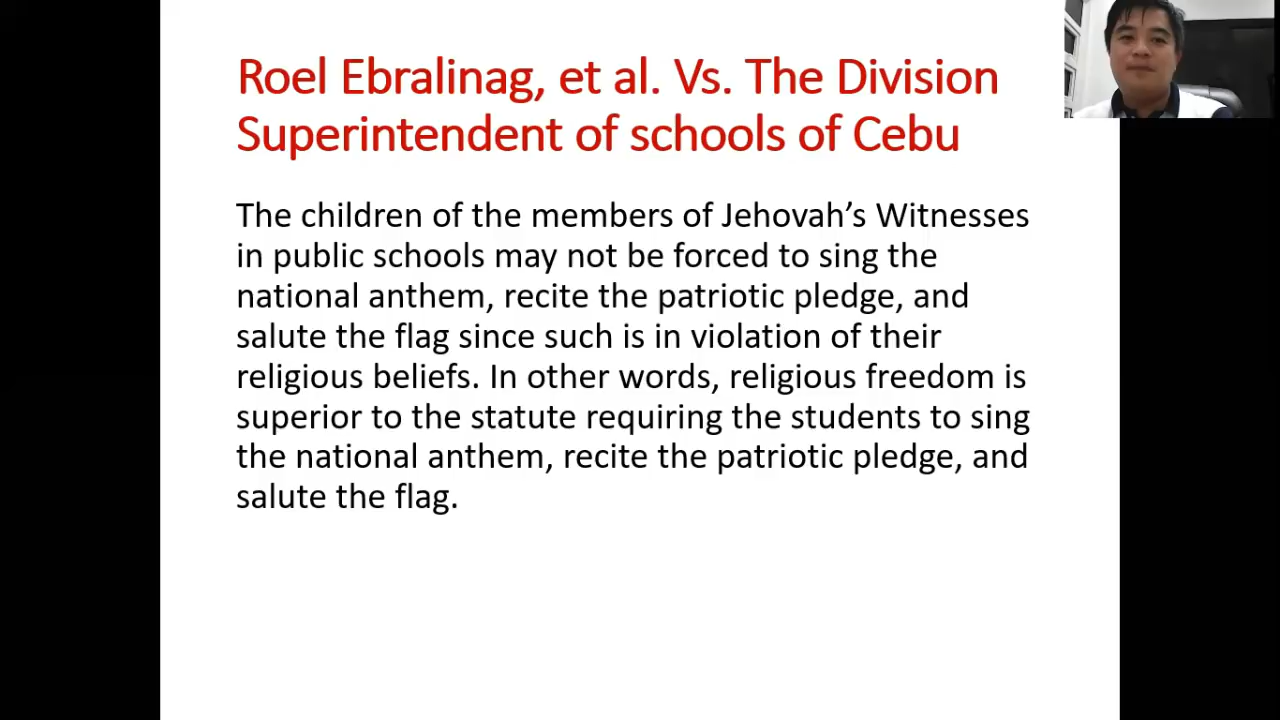 Roel Ebralinag, et al. Vs. The Division
Superintendent of schools of Cebu
The children of the members of Jehovah’s Witnesses
in public schools may not be forced to sing the
national anthem, recite the patriotic pledge, and
salute the flag since such is in violation of their
religious beliefs. In other words, religious freedom is
superior to the statute requiring the students to sing
the national anthem, recite the patriotic pledge, and
salute the flag.